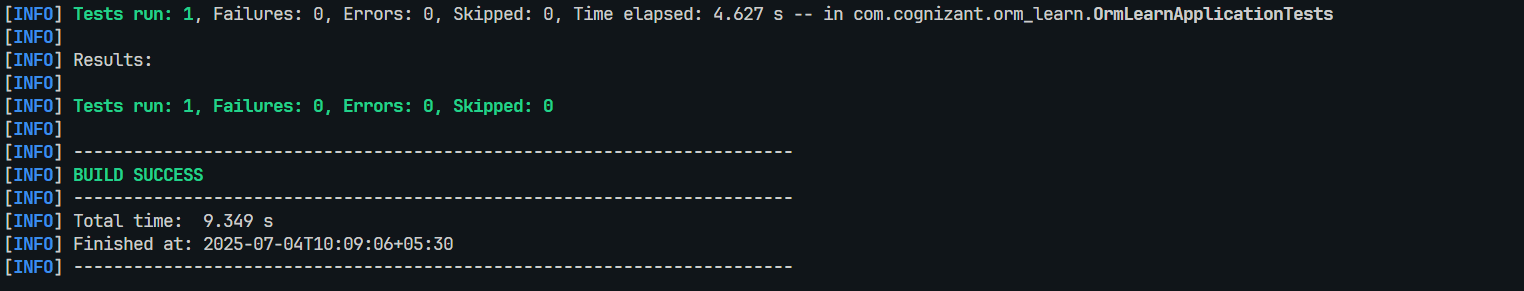 [INFO] Tests run: 1, Failures: 0, Errors: 0, Skipped: 0, Time elapsed: 4.627 s -- in com.cognizant.orm_learn.OrmLearnApplicationTests
[INFO]
[INFO] Results:
[INFO]
[INFO] Tests run: 1, Failures: 0, Errors: 0, Skipped: 0
[INFO]
[INFO] ------------------------------------------------------------------------
[INFO] BUILD SUCCESS
[INFO] ------------------------------------------------------------------------
[INFO] Total time:  9.349 s
[INFO] Finished at: 2025-07-04T10:09:06+05:30
[INFO] ------------------------------------------------------------------------